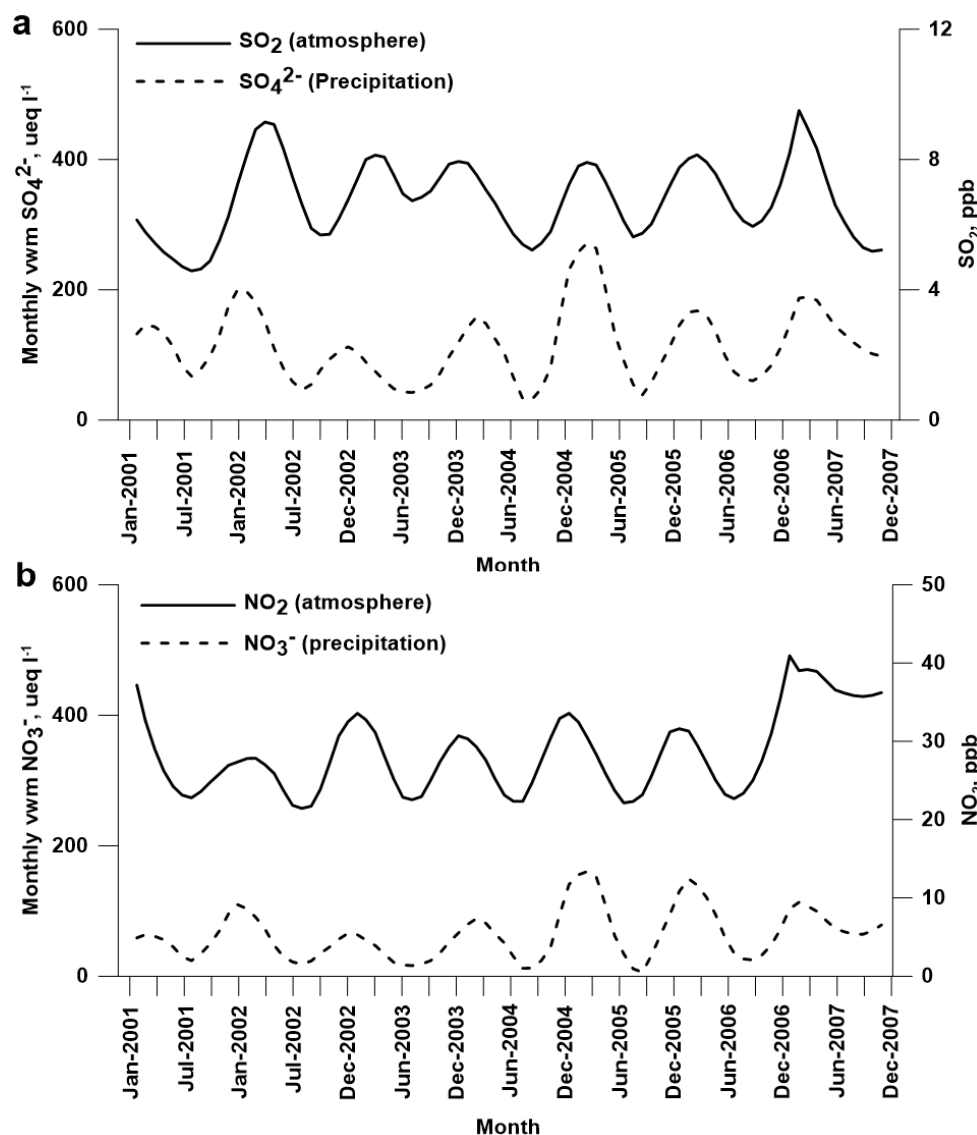 a
600
400
200
0
Monthly vwm SO₄²⁻, ueq l⁻¹
SO₂ (atmosphere)
SO₄²⁻ (Precipitation)
12
8
4
0
SO₂, ppb
Jan-2001
Jul-2001
Jan-2002
Jul-2002
Dec-2002
Jun-2003
Dec-2003
Jun-2004
Dec-2004
Jun-2005
Dec-2005
Jun-2006
Dec-2006
Jun-2007
Dec-2007
Month
b
600
400
200
0
Monthly vwm NO₃⁻, ueq l⁻¹
NO₂ (atmosphere)
NO₃⁻ (precipitation)
50
40
30
20
10
0
NO₂, ppb
Jan-2001
Jul-2001
Jan-2002
Jul-2002
Dec-2002
Jun-2003
Dec-2003
Jun-2004
Dec-2004
Jun-2005
Dec-2005
Jun-2006
Dec-2006
Jun-2007
Dec-2007
Month